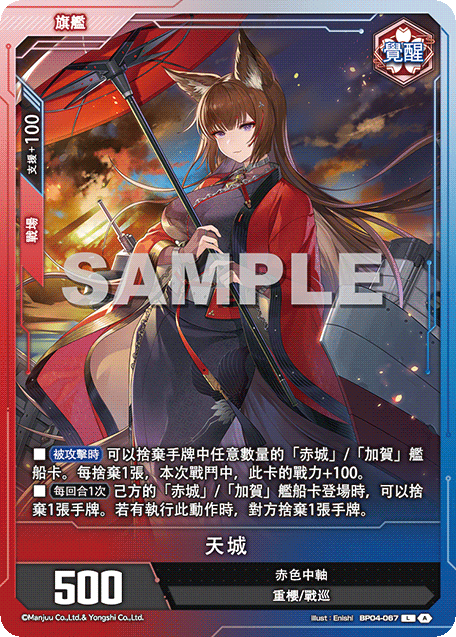 旗艦
覺醒
支援+100
戰場
SAMPLE
■ 被攻擊時 可以捨棄手牌中任意數量的「赤城」/「加賀」艦
船卡。每捨棄1張，本次戰鬥中，此卡的戰力+100。
■ 每回合1次 己方的「赤城」/「加賀」艦船卡登場時，可以捨
棄1張手牌。若有執行此動作時，對方捨棄1張手牌。
天城
500
赤色中軸
重櫻/戰巡
©Manjuu Co.,Ltd.& Yongshi Co.,Ltd.
illust : Enishi BP04-067 L A